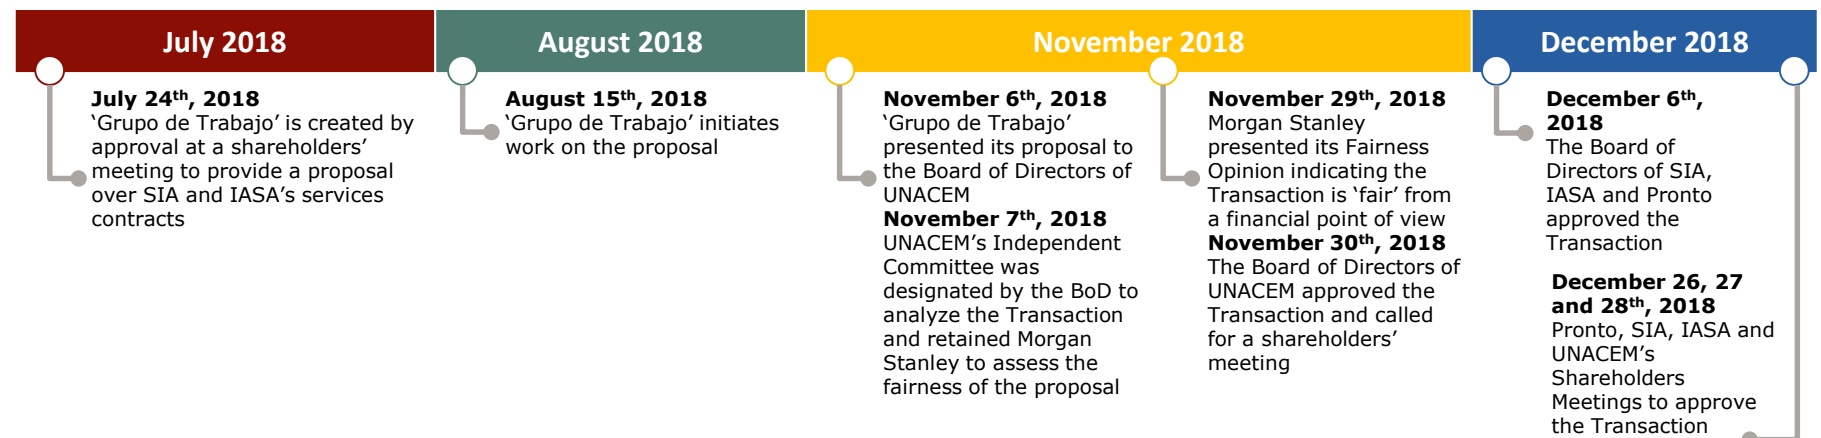 July 2018
July 24th, 2018
‘Grupo de Trabajo’ is created by
approval at a shareholders’
meeting to provide a proposal
over SIA and IASA’s services
contracts
August 2018
August 15th, 2018
‘Grupo de Trabajo’ initiates
work on the proposal
November 2018
November 6th, 2018
‘Grupo de Trabajo’
presented its proposal to
the Board of Directors of
UNACEM
November 7th, 2018
UNACEM’s Independent
Committee was
designated by the BoD to
analyze the Transaction
and retained Morgan
Stanley to assess the
fairness of the proposal
November 29th, 2018
Morgan Stanley
presented its Fairness
Opinion indicating the
Transaction is ‘fair’ from
a financial point of view
November 30th, 2018
The Board of Directors of
UNACEM approved the
Transaction and called
for a shareholders’
meeting
December 2018
December 6th,
2018
The Board of
Directors of SIA,
IASA and Pronto
approved the
Transaction
December 26, 27
and 28th, 2018
Pronto, SIA, IASA and
UNACEM’s
Shareholders
Meetings to approve
the Transaction